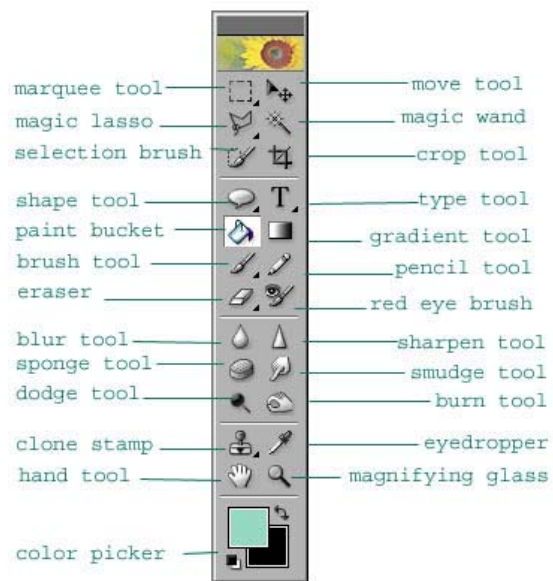 marquee tool
move tool
magic lasso
magic wand
selection brush
crop tool
shape tool
T
type tool
paint bucket
gradient tool
brush tool
pencil tool
eraser
red eye brush
blur tool
sharpen tool
sponge tool
smudge tool
dodge tool
burn tool
clone stamp
eyedropper
hand tool
magnifying glass
color picker